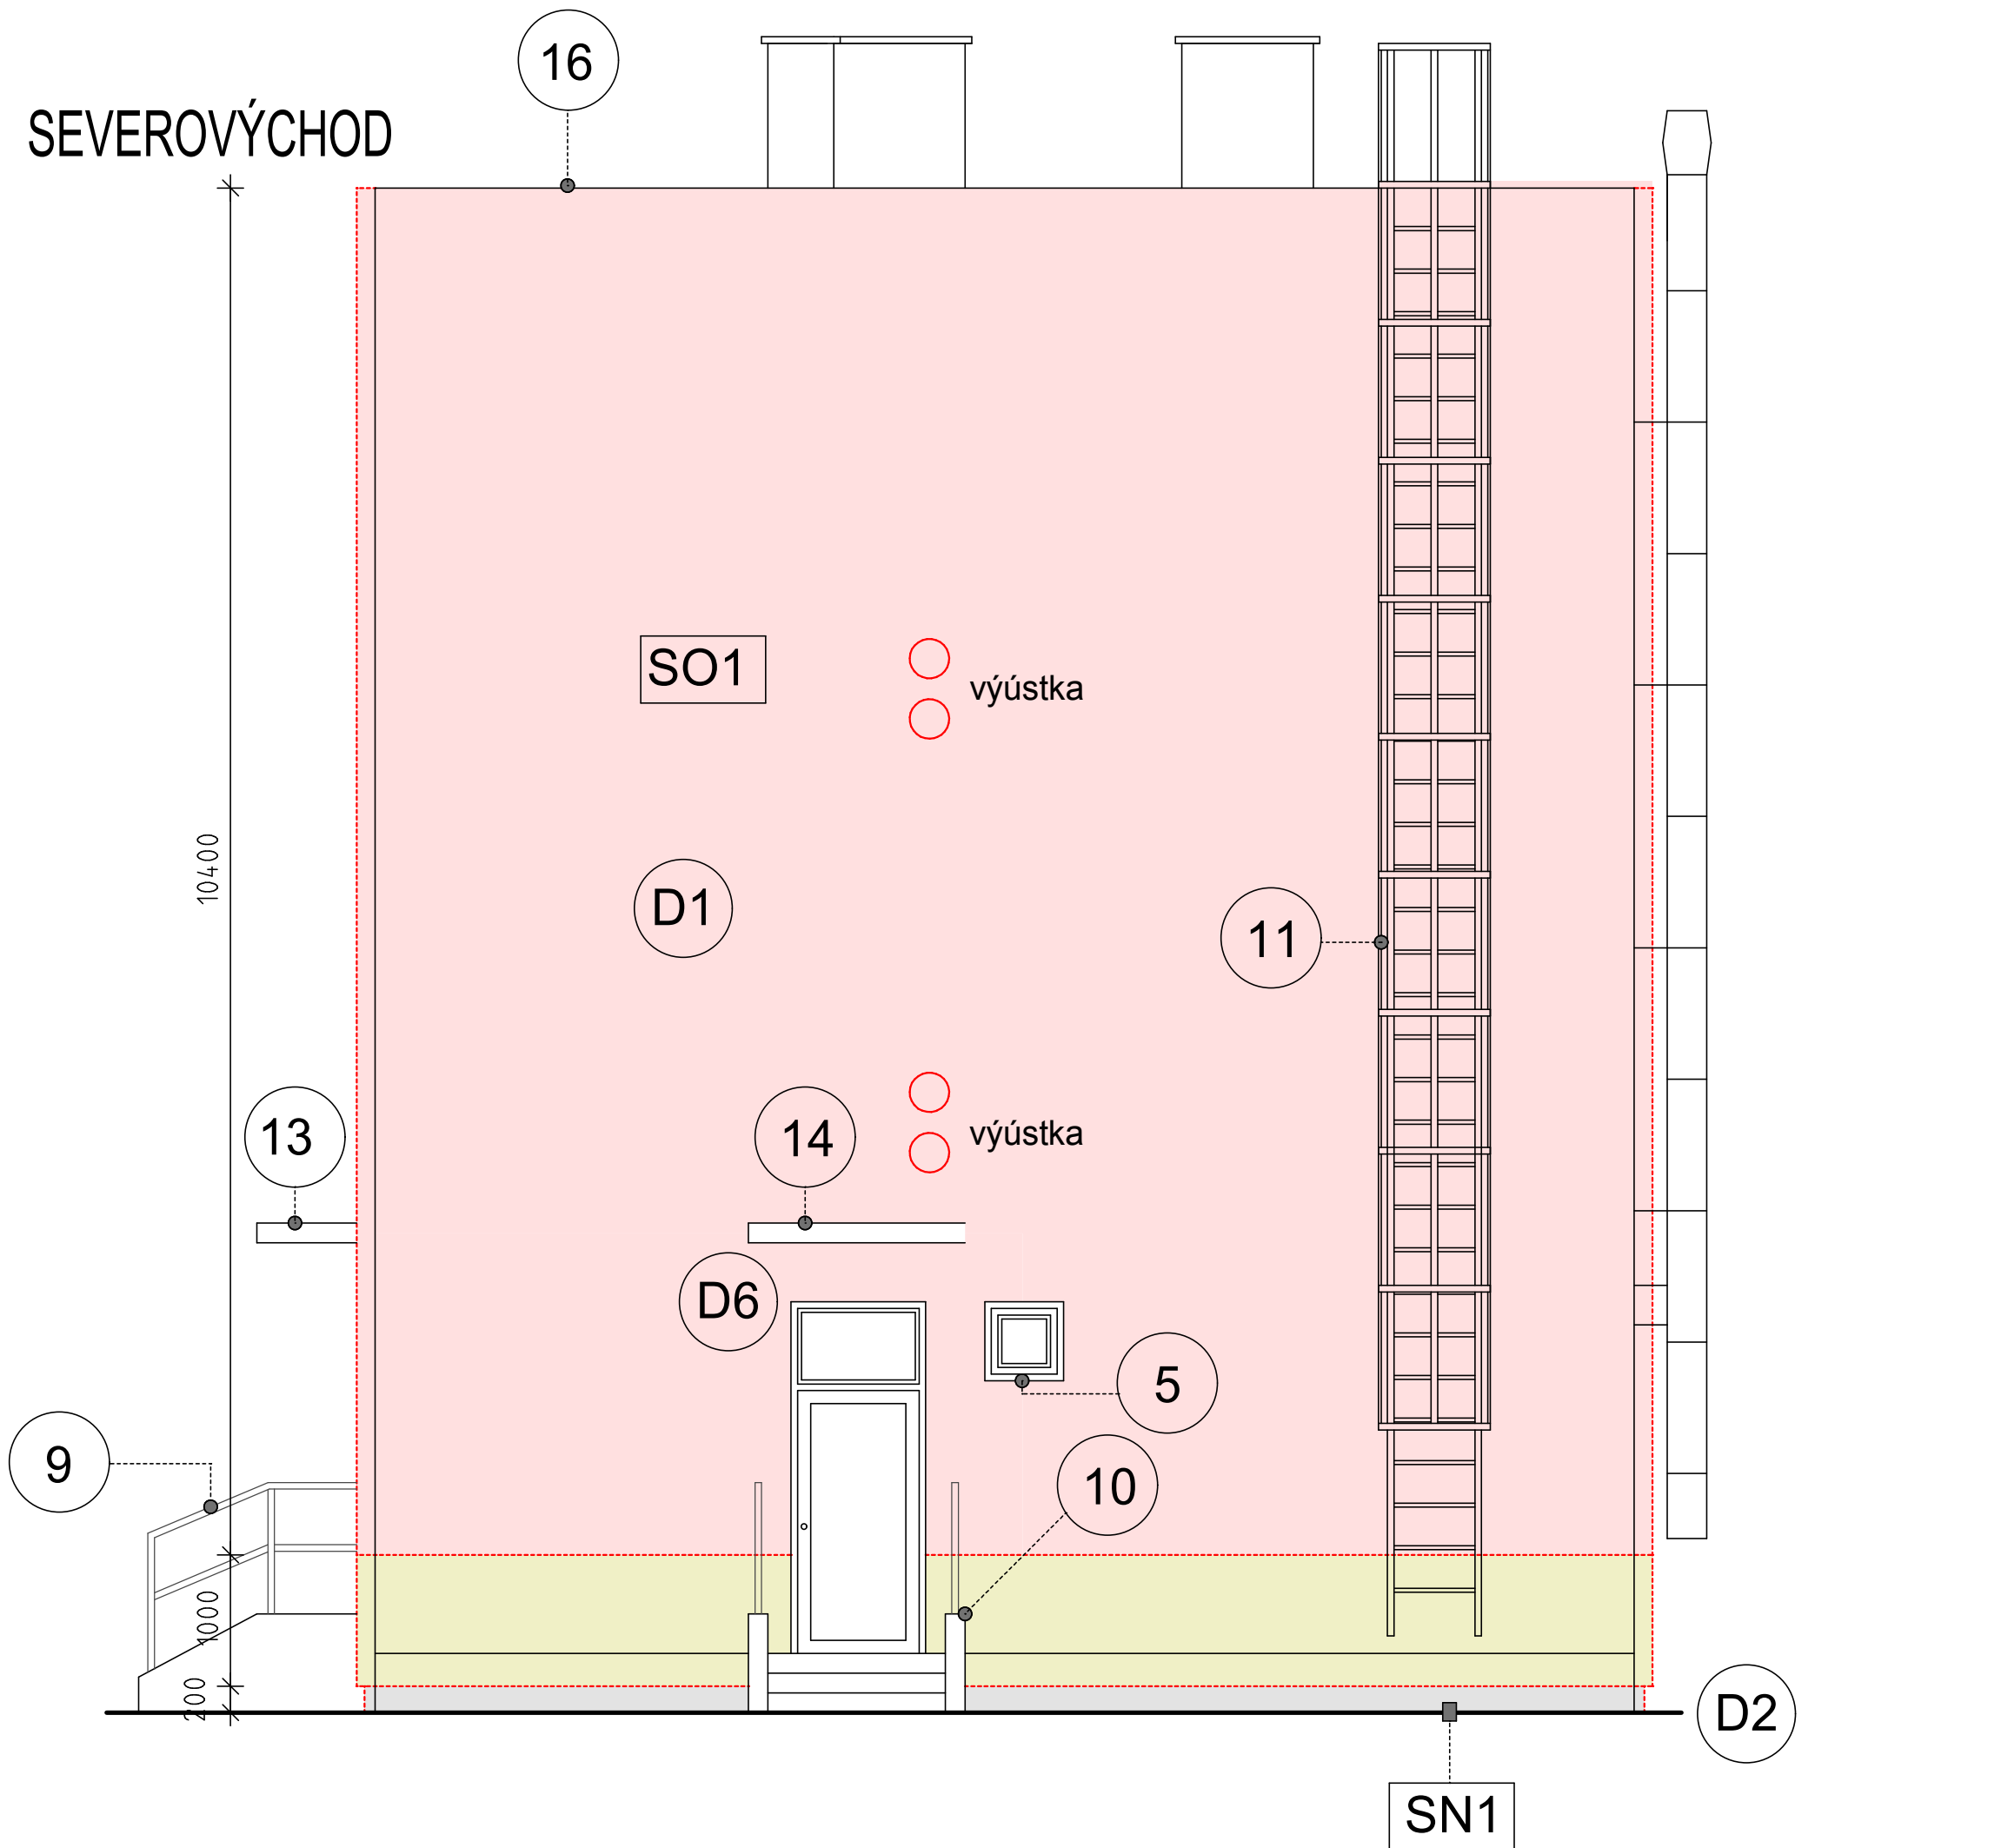 16
SEVEROVÝCHOD
SO1
výústka
10400
D1
11
13
14
výústka
D6
5
9
10
1000
200
D2
SN1